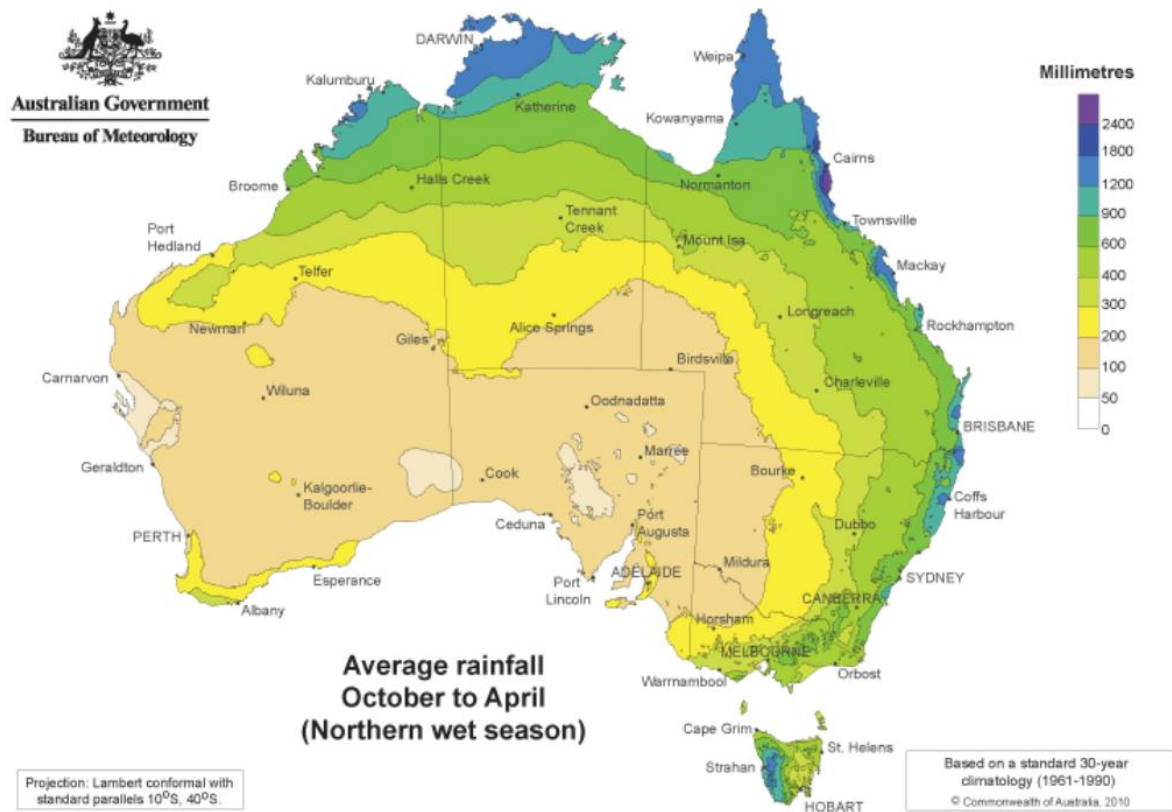 Australian Government
Bureau of Meteorology
DARWIN
Weipa
Kalumburu
Katherine
Kowanyama
Cairns
Broome
Halls Creek
Normanton
Townsville
Port
Hedland
Tennant
Creek
Mount Isa
Mackay
Telfer
Longreach
Rockhampton
Newman
Alice Springs
Giles
Birdsville
Carnarvon
Wiluna
Charleville
Oodnadatta
BRISBANE
Geraldton
Marree
Cook
Bourke
Kalgoorlie-
Boulder
Coffs
Harbour
Ceduna
Port
Augusta
PERTH
Dubbo
Esperance
ADELAIDE
Mildura
SYDNEY
Port
Lincoln
Albany
CANBERRA
Horsham
MELBOURNE
Warrnambool
Orbost
Cape Grim
St. Helens
Strahan
HOBART
Millimetres
2400
1800
1200
900
600
400
300
200
100
50
0
Average rainfall
October to April
(Northern wet season)
Projection: Lambert conformal with
standard parallels 10°S, 40°S.
Based on a standard 30-year
climatology (1961-1990)
© Commonwealth of Australia, 2010